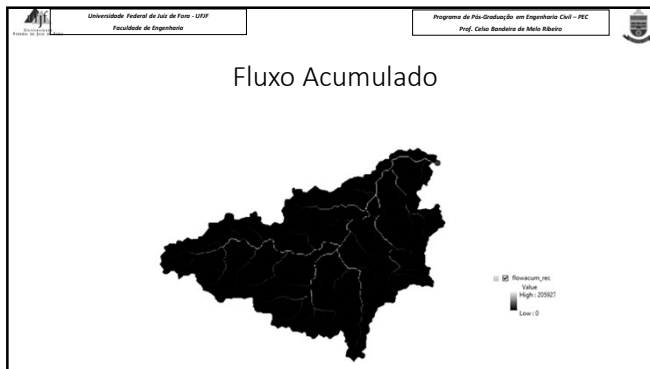 Universidade Federal de Juiz de Fora - UFJF
Faculdade de Engenharia
Programa de Pós-Graduação em Engenharia Civil – PEC
Prof. Celso Bandeira de Melo Ribeiro
Fluxo Acumulado
flowacum_rec
Value
High : 205927
Low : 0